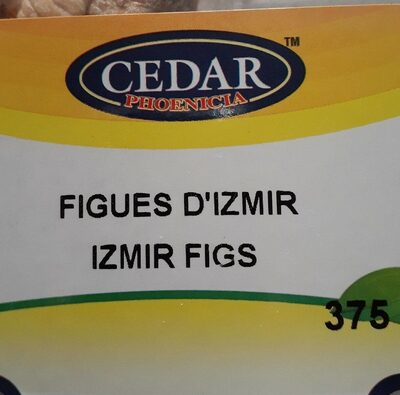 CEDAR
TM
PHOENICIA
FIGUES D'IZMIR
IZMIR FIGS
375